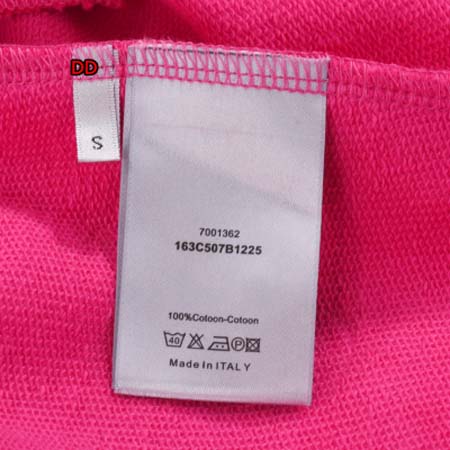 DD
S
7001362
163C507B1225
100%Cotoon-Cotoon
40 P
Made in ITALY